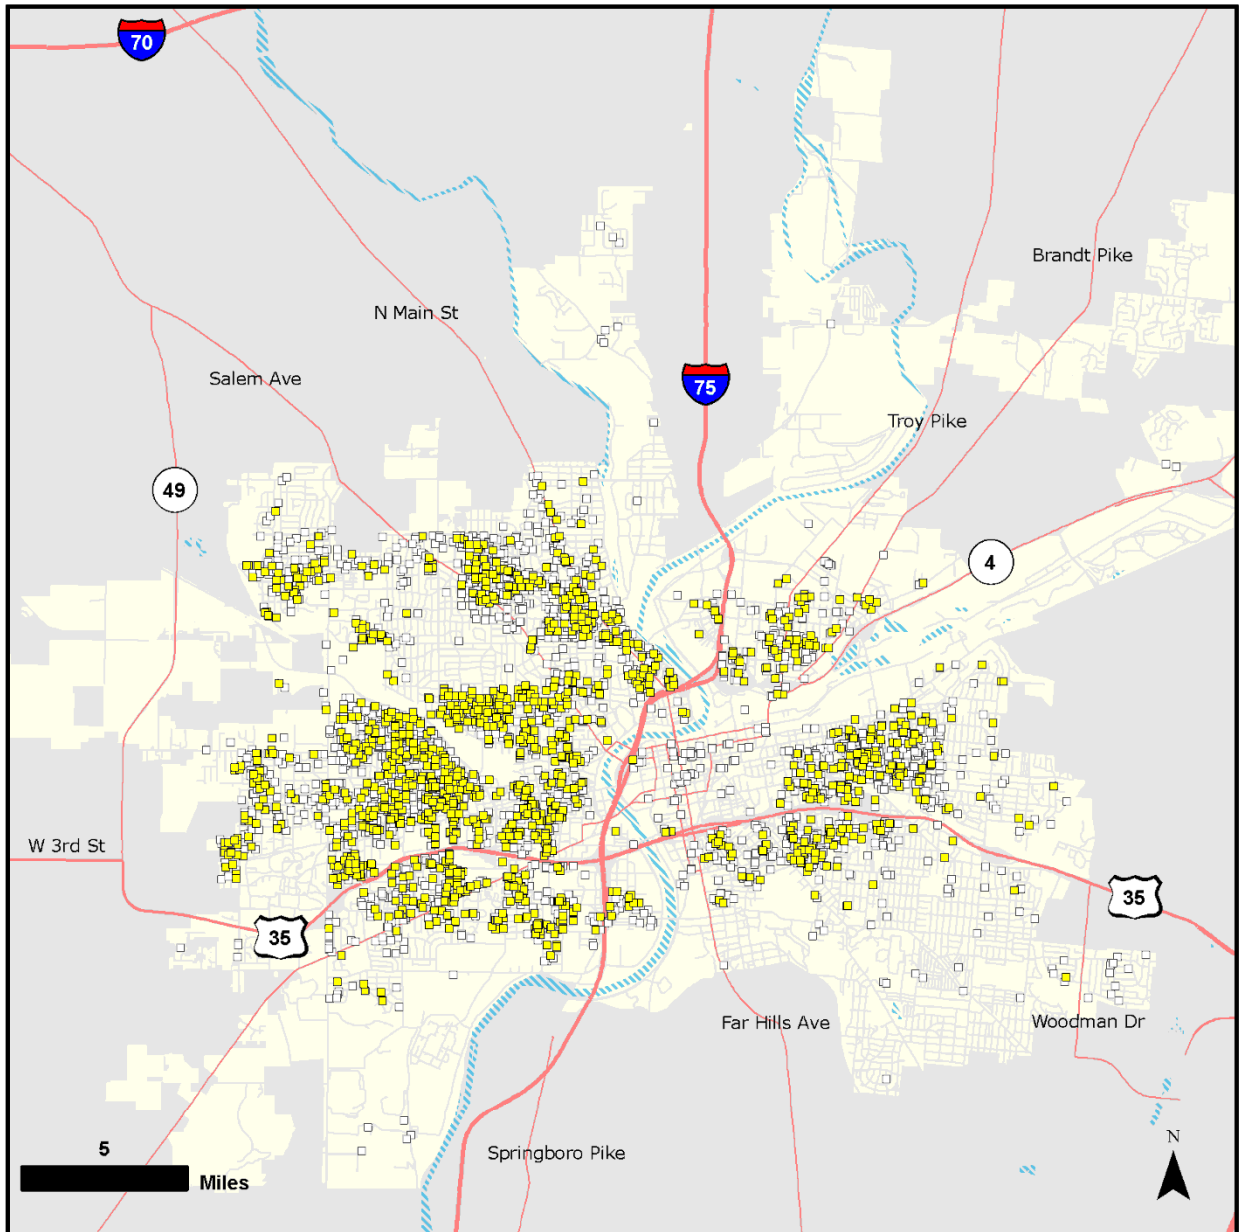 70
Brandt Pike
N Main St
Salem Ave
75
Troy Pike
49
4
W 3rd St
35
35
Far Hills Ave
Woodman Dr
5
Miles
Springboro Pike
N